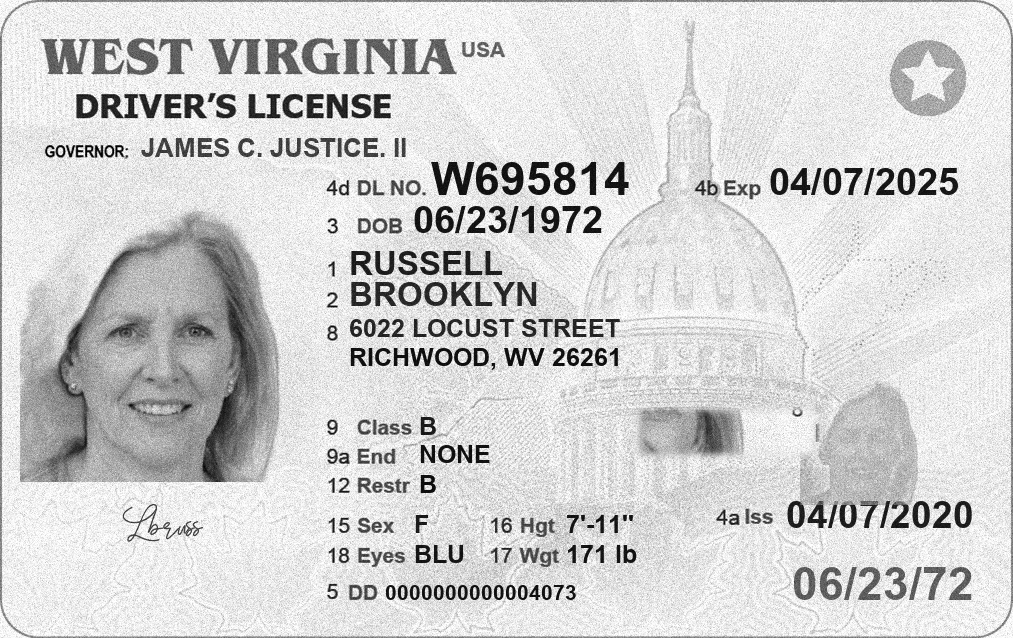 WEST VIRGINIA USA
DRIVER'S LICENSE
GOVERNOR: JAMES C. JUSTICE. II
4d DL NO. W695814 4b Exp 04/07/2025
3 DOB 06/23/1972
1 RUSSELL
2 BROOKLYN
8 6022 LOCUST STREET
RICHWOOD, WV 26261
9 Class B
9a End NONE
12 Restr B
15 Sex F 16 Hgt 7'-11" 4a Iss 04/07/2020
18 Eyes BLU 17 Wgt 171 lb
5 DD 0000000000004073 06/23/72
Lbruss